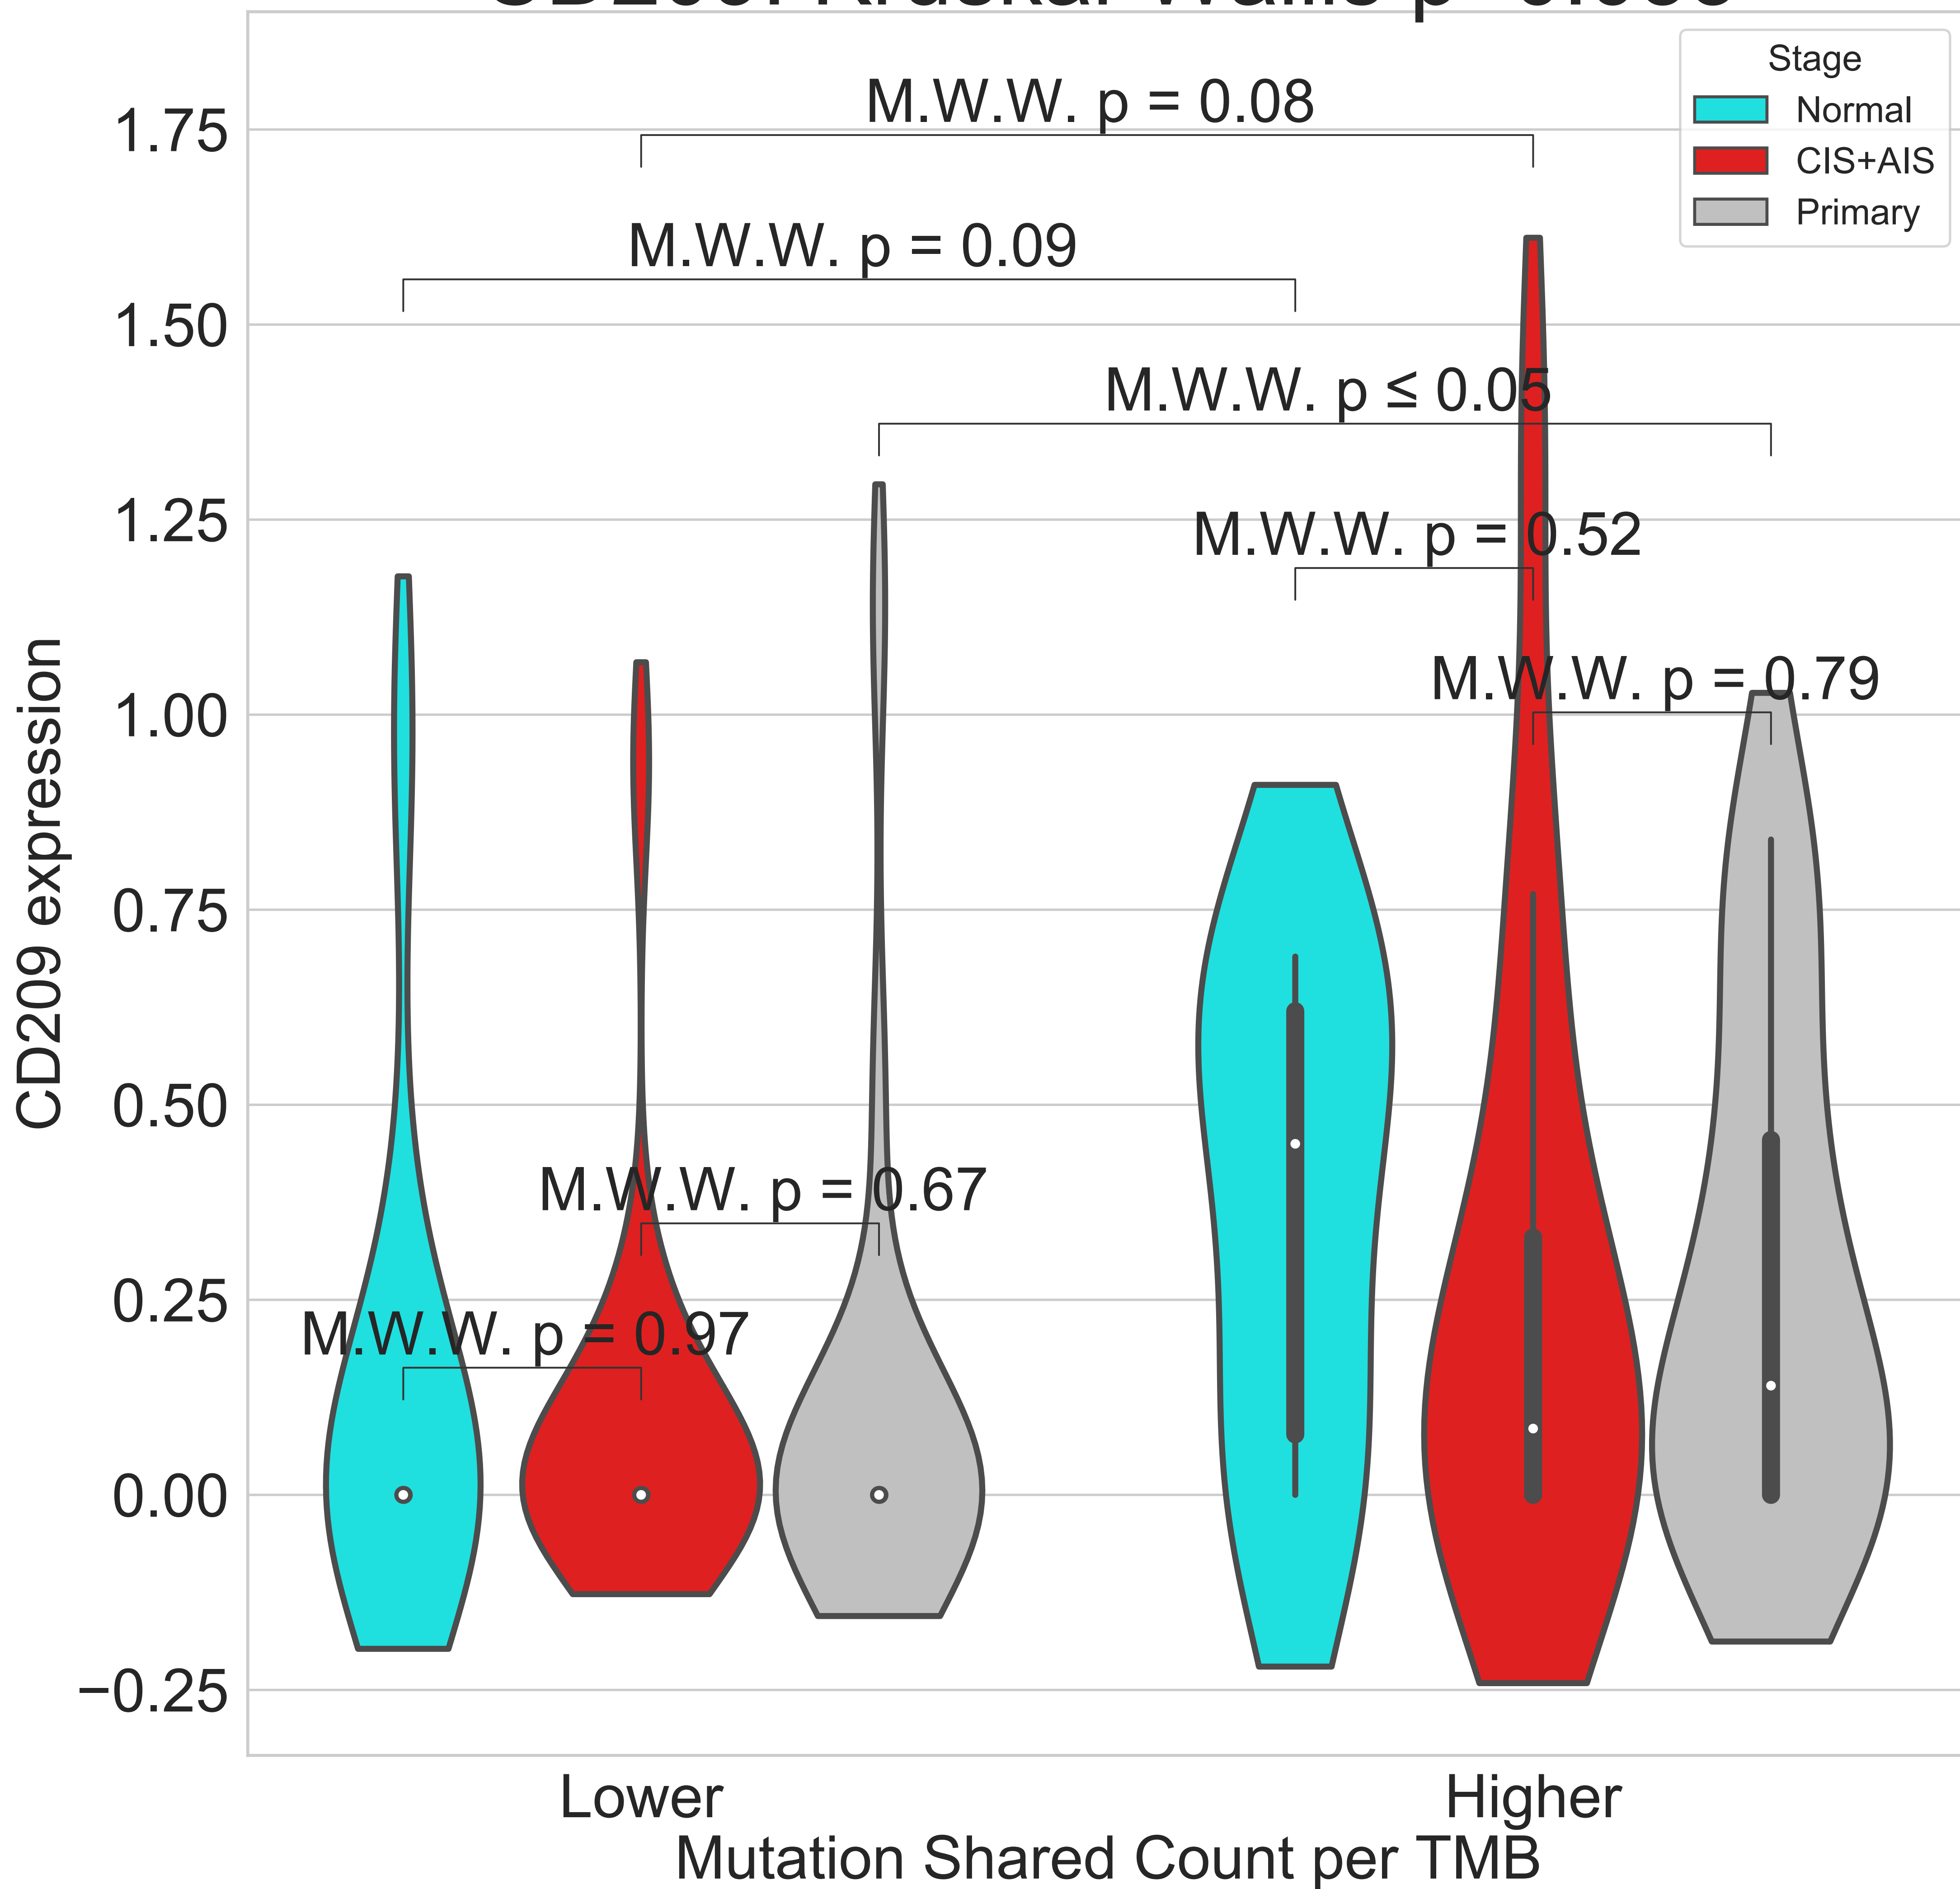 Stage
Normal
CIS+AIS
Primary
M.W.W. p = 0.08
M.W.W. p = 0.09
M.W.W. p ≤ 0.05
M.W.W. p = 0.52
M.W.W. p = 0.79
M.W.W. p = 0.67
M.W.W. p = 0.97
1.75
1.50
1.25
1.00
0.75
0.50
0.25
0.00
−0.25
CD209 expression
Lower
Higher
Mutation Shared Count per TMB